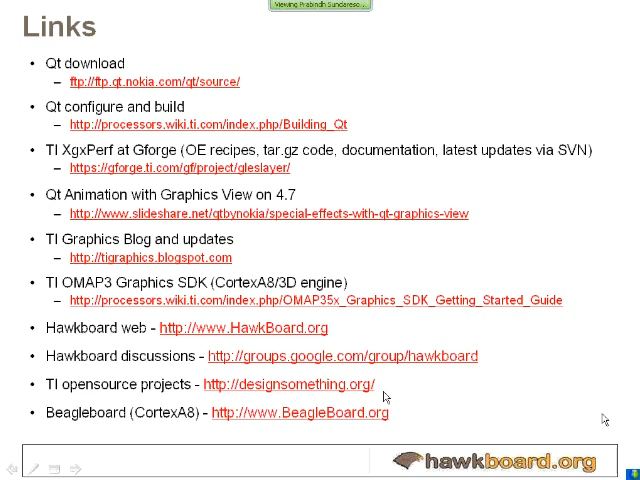 Viewing Prabindh Sundareso...
Links
• Qt download
– ftp://ftp.qt.nokia.com/qt/source/
• Qt configure and build
– http://processors.wiki.ti.com/index.php/Building_Qt
• TI XgxPerf at Gforge (OE recipes, tar.gz code, documentation, latest updates via SVN)
– https://gforge.ti.com/gf/project/gleslayer/
• Qt Animation with Graphics View on 4.7
– http://www.slideshare.net/qtbynokia/special-effects-with-qt-graphics-view
• TI Graphics Blog and updates
– http://tigraphics.blogspot.com
• TI OMAP3 Graphics SDK (CortexA8/3D engine)
– http://processors.wiki.ti.com/index.php/OMAP35x_Graphics_SDK_Getting_Started_Guide
• Hawkboard web - http://www.HawkBoard.org
• Hawkboard discussions - http://groups.google.com/group/hawkboard
• TI opensource projects - http://designsomething.org/
• Beagleboard (CortexA8) - http://www.BeagleBoard.org
hawkboard.org